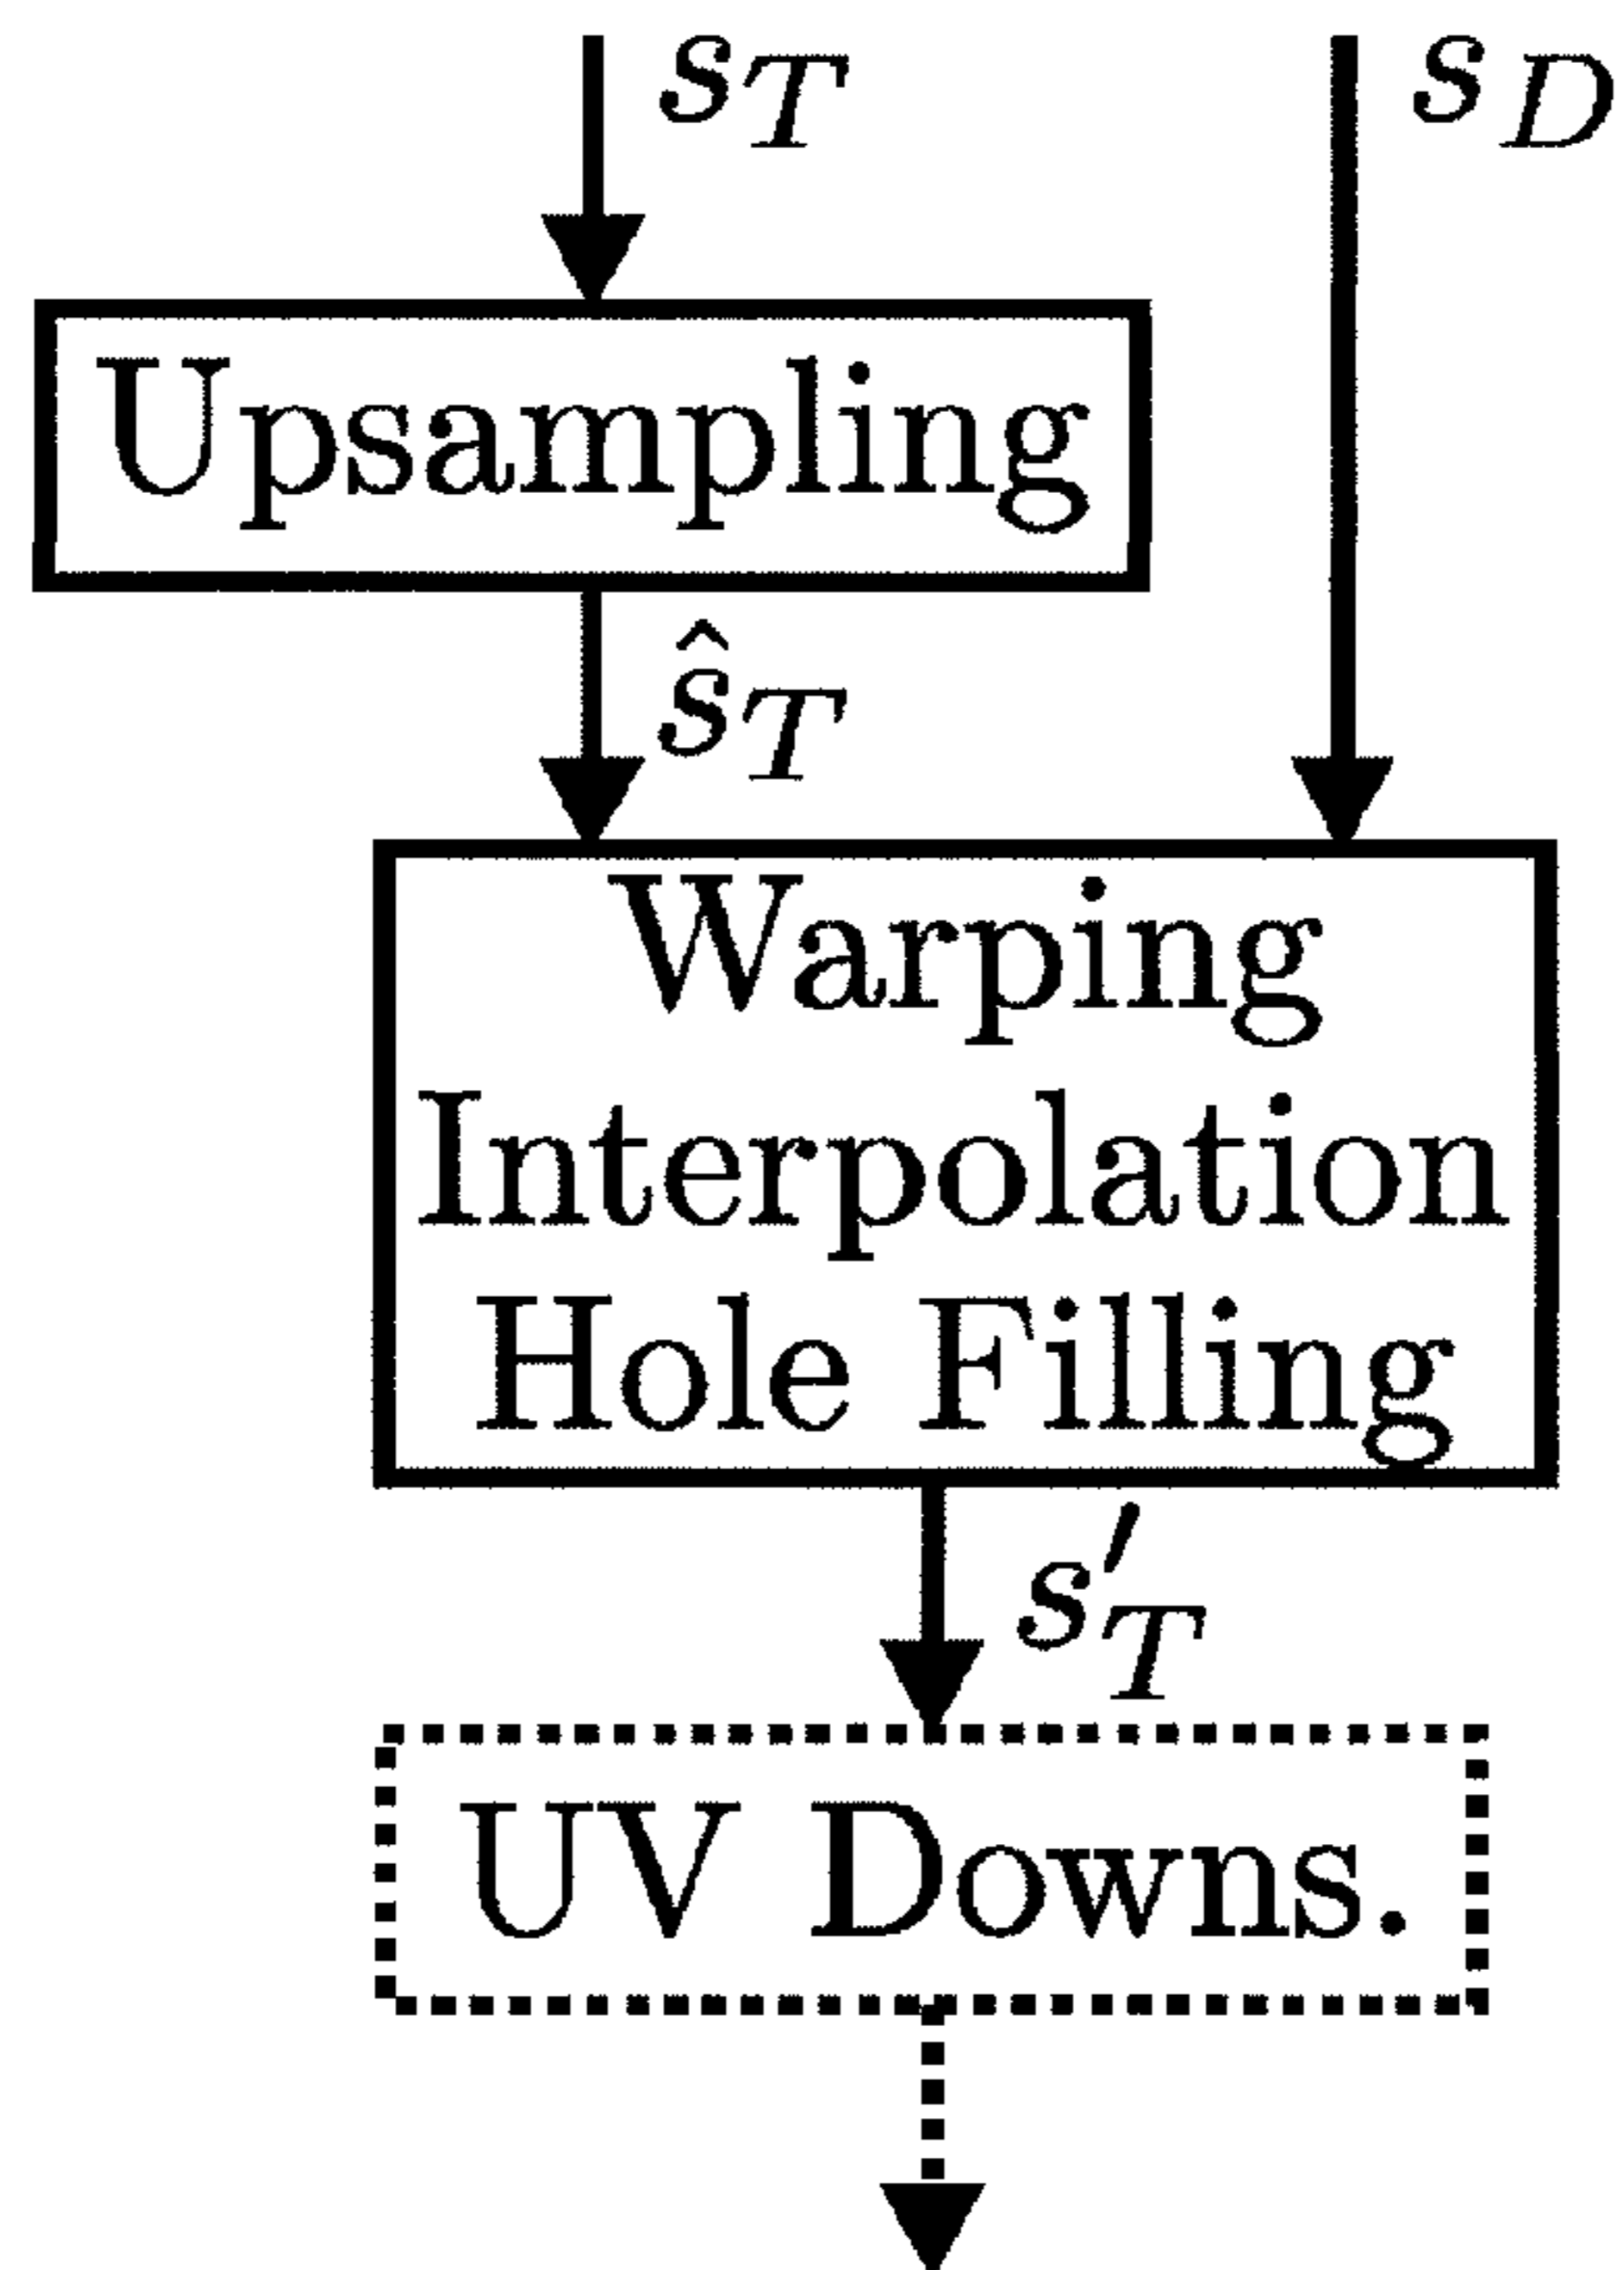 s_T s_D
Upsampling
ŝ_T
Warping
Interpolation
Hole Filling
s′_T
UV Downs.